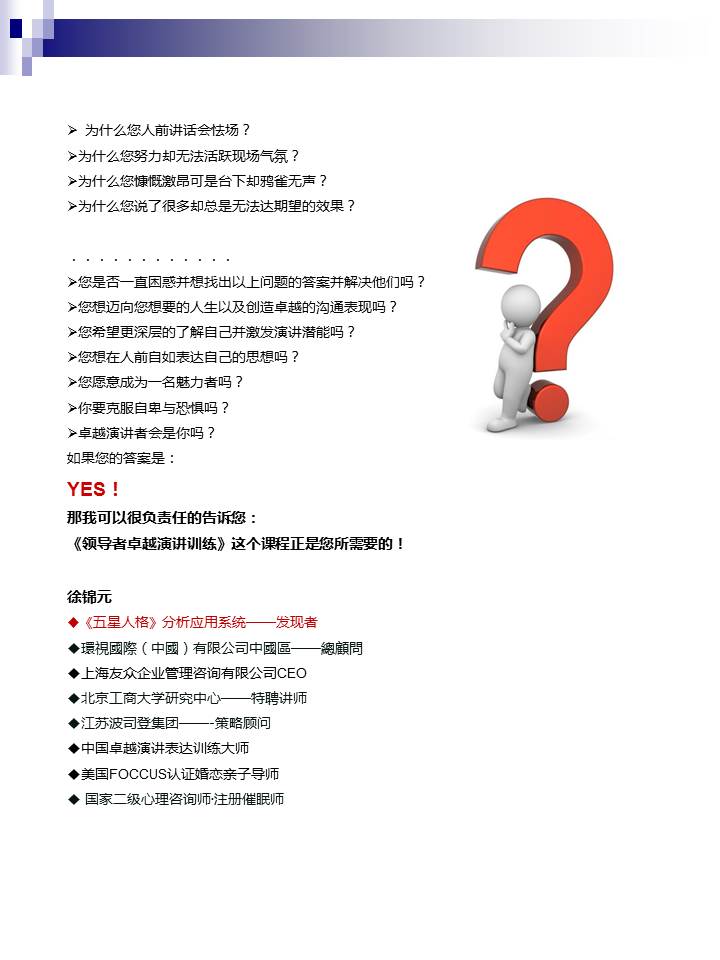 ➢ 为什么您人前讲话会怯场？
➢为什么您努力却无法活跃现场气氛？
➢为什么您慷慨激昂可是台下却鸦雀无声？
➢为什么您说了很多却总是无法达期望的效果？
．．．．．．．．．．．．
➢您是否一直困惑并想找出以上问题的答案并解决他们吗？
➢您想迈向您想要的人生以及创造卓越的沟通表现吗？
➢您希望更深层的了解自己并激发演讲潜能吗？
➢您想在人前自如表达自己的思想吗？
➢您愿意成为一名魅力者吗？
➢你要克服自卑与恐惧吗？
➢卓越演讲者会是你吗？
如果您的答案是：
YES！
那我可以很负责任的告诉您：
《领导者卓越演讲训练》这个课程正是您所需要的！
徐锦元
◆《五星人格》分析应用系统——发现者
◆環視國際（中國）有限公司中國區——總顧問
◆上海友众企业管理咨询有限公司CEO
◆北京工商大学研究中心——特聘讲师
◆江苏波司登集团——-策略顾问
◆中国卓越演讲表达训练大师
◆美国FOCCUS认证婚恋亲子导师
◆ 国家二级心理咨询师·注册催眠师